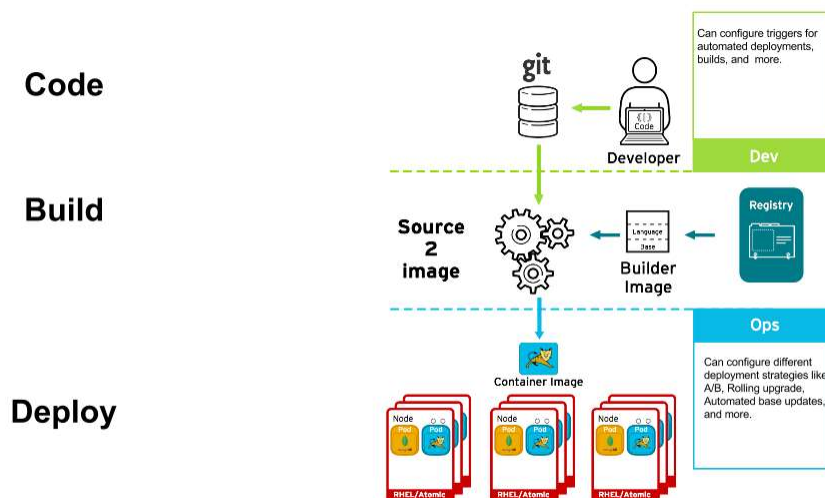 Code
git
{[]}
Code
Developer
Can configure triggers for
automated deployments,
builds, and more.
Dev
Build
Source
2
image
Language
Base
Builder
Image
Registry
Ops
Can configure different
deployment strategies like
A/B, Rolling upgrade,
Automated base updates,
and more.
Deploy
Container Image
Node
Pod
Pod
RHEL/Atomic
Node
Pod
Pod
RHEL/Atomic
Node
Pod
Pod
RHEL/Atomic